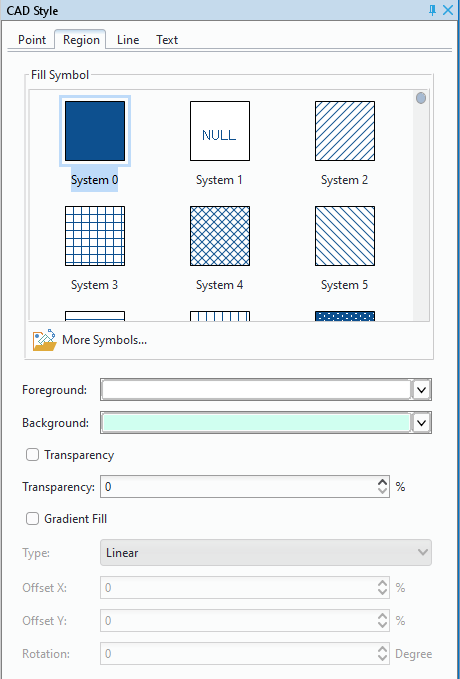 CAD Style
Point Region Line Text
Fill Symbol
NULL
System 0 System 1 System 2
System 3 System 4 System 5
More Symbols...
Foreground:
Background:
Transparency
Transparency: 0 %
Gradient Fill
Type: Linear
Offset X: 0 %
Offset Y: 0 %
Rotation: 0 Degree